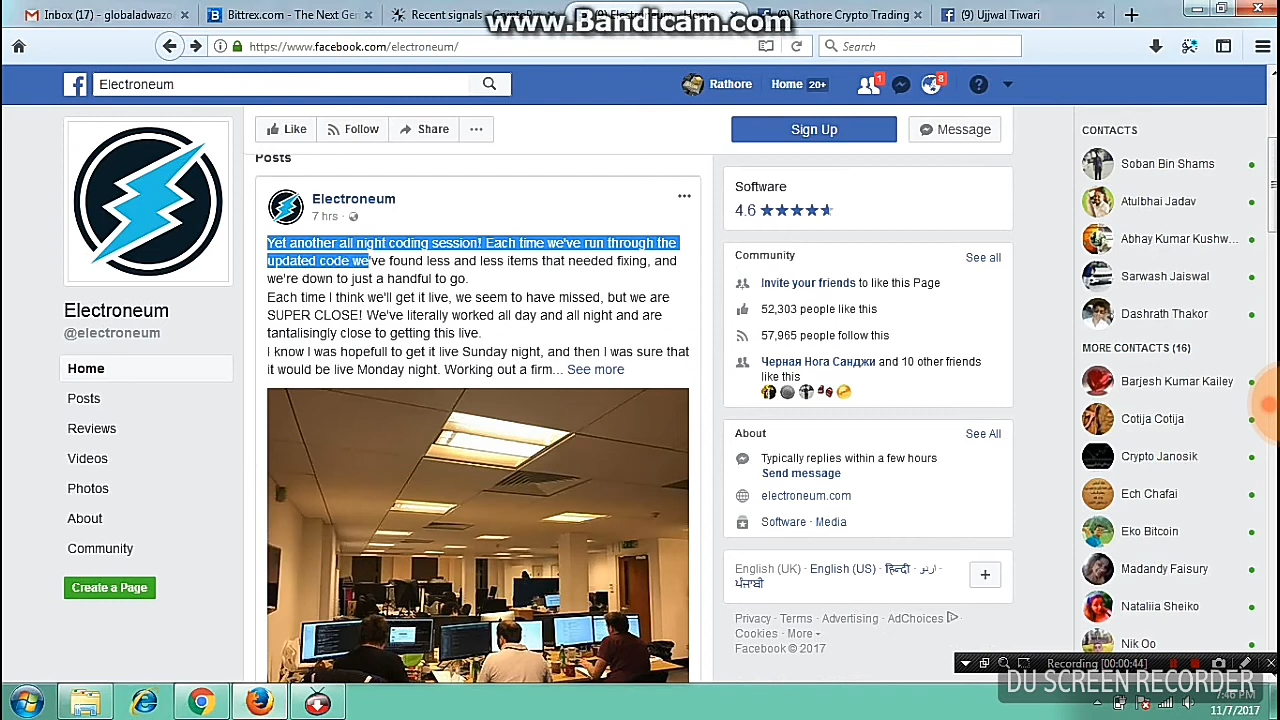 Inbox (17) - globaladwazo
Bittrex.com - The Next Ge
Recent signals
Rathore Crypto Trading
(9) Ujjwal Tiwari
www.Bandicam.com
https://www.facebook.com/electroneum/
Search
Electroneum
Rathore
Home 20+
1
8
Like
Follow
Share
Sign Up
Message
Posts
Electroneum
7 hrs ·
Yet another all night coding session! Each time we've run through the
updated code we've found less and less items that needed fixing, and
we're down to just a handful to go.
Each time I think we'll get it live, we seem to have missed, but we are
SUPER CLOSE! We've literally worked all day and all night and are
tantalisingly close to getting this live.
I know I was hopefull to get it live Sunday night, and then I was sure that
it would be live Monday night. Working out a firm... See more
Electroneum
@electroneum
Home
Posts
Reviews
Videos
Photos
About
Community
Create a Page
Software
4.6
Community
See all
Invite your friends to like this Page
52,303 people like this
57,965 people follow this
Черная Нога Санджи and 10 other friends
like this
About
See All
Typically replies within a few hours
Send message
electroneum.com
Software · Media
English (UK) · English (US) · हिन्दी · اردو ·
ਪੰਜਾਬੀ
Privacy · Terms · Advertising · AdChoices
Cookies · More
Facebook © 2017
CONTACTS
Soban Bin Shams
Atulbhai Jadav
Abhay Kumar Kushw...
Sarwash Jaiswal
Dashrath Thakor
MORE CONTACTS (16)
Barjesh Kumar Kailey
Cotija Cotija
Crypto Janosik
Ech Chafai
Eko Bitcoin
Madandy Faisury
Nataliia Sheiko
Nik Oo
Recording [00:00:44]
DU SCREEN RECORDER
7:46 PM
11/7/2017